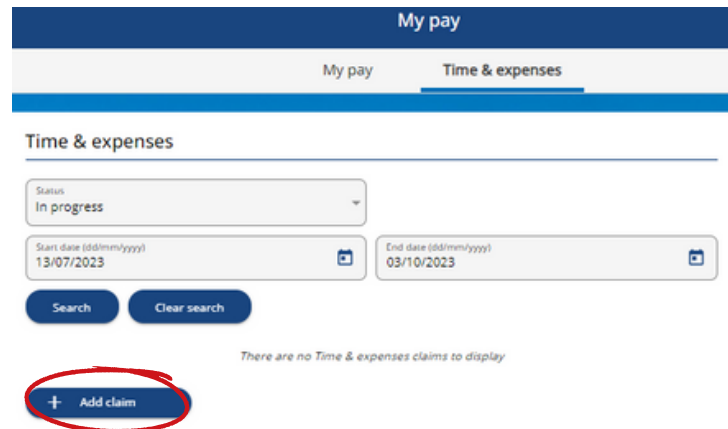 My pay
My pay Time & expenses
Time & expenses
Status
In progress
Start date (dd/mm/yyyy) End date (dd/mm/yyyy)
13/07/2023 03/10/2023
Search Clear search
There are no Time & expenses claims to display
+ Add claim